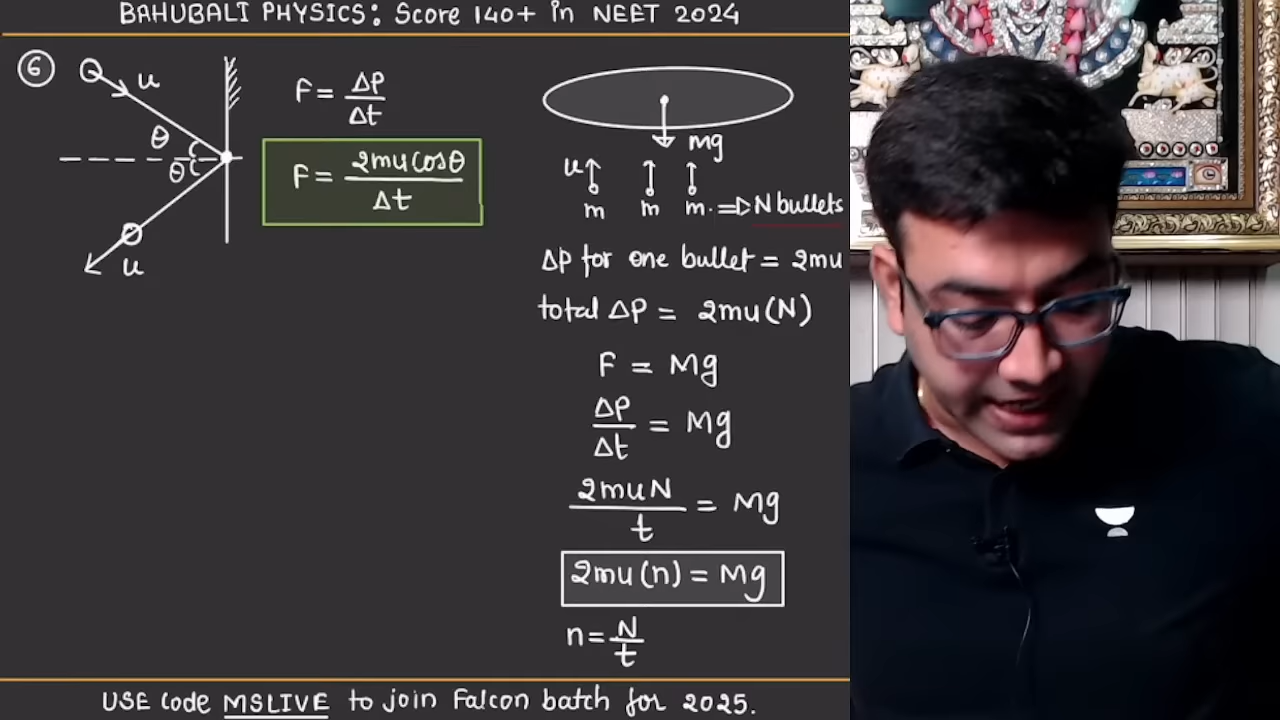 BAHUBALI PHYSICS: Score 140+ in NEET 2024
6
u
θ
θ
u
F = Δp/Δt
F = 2mu Cosθ/Δt
mg
u
m m m. ⇒ N bullets
Δp for one bullet = 2mu
total Δp = 2mu(N)
F = Mg
Δp/Δt = Mg
2muN/t = Mg
2mu(n) = Mg
n = N/t
USE Code MSLIVE to join Falcon batch for 2025.